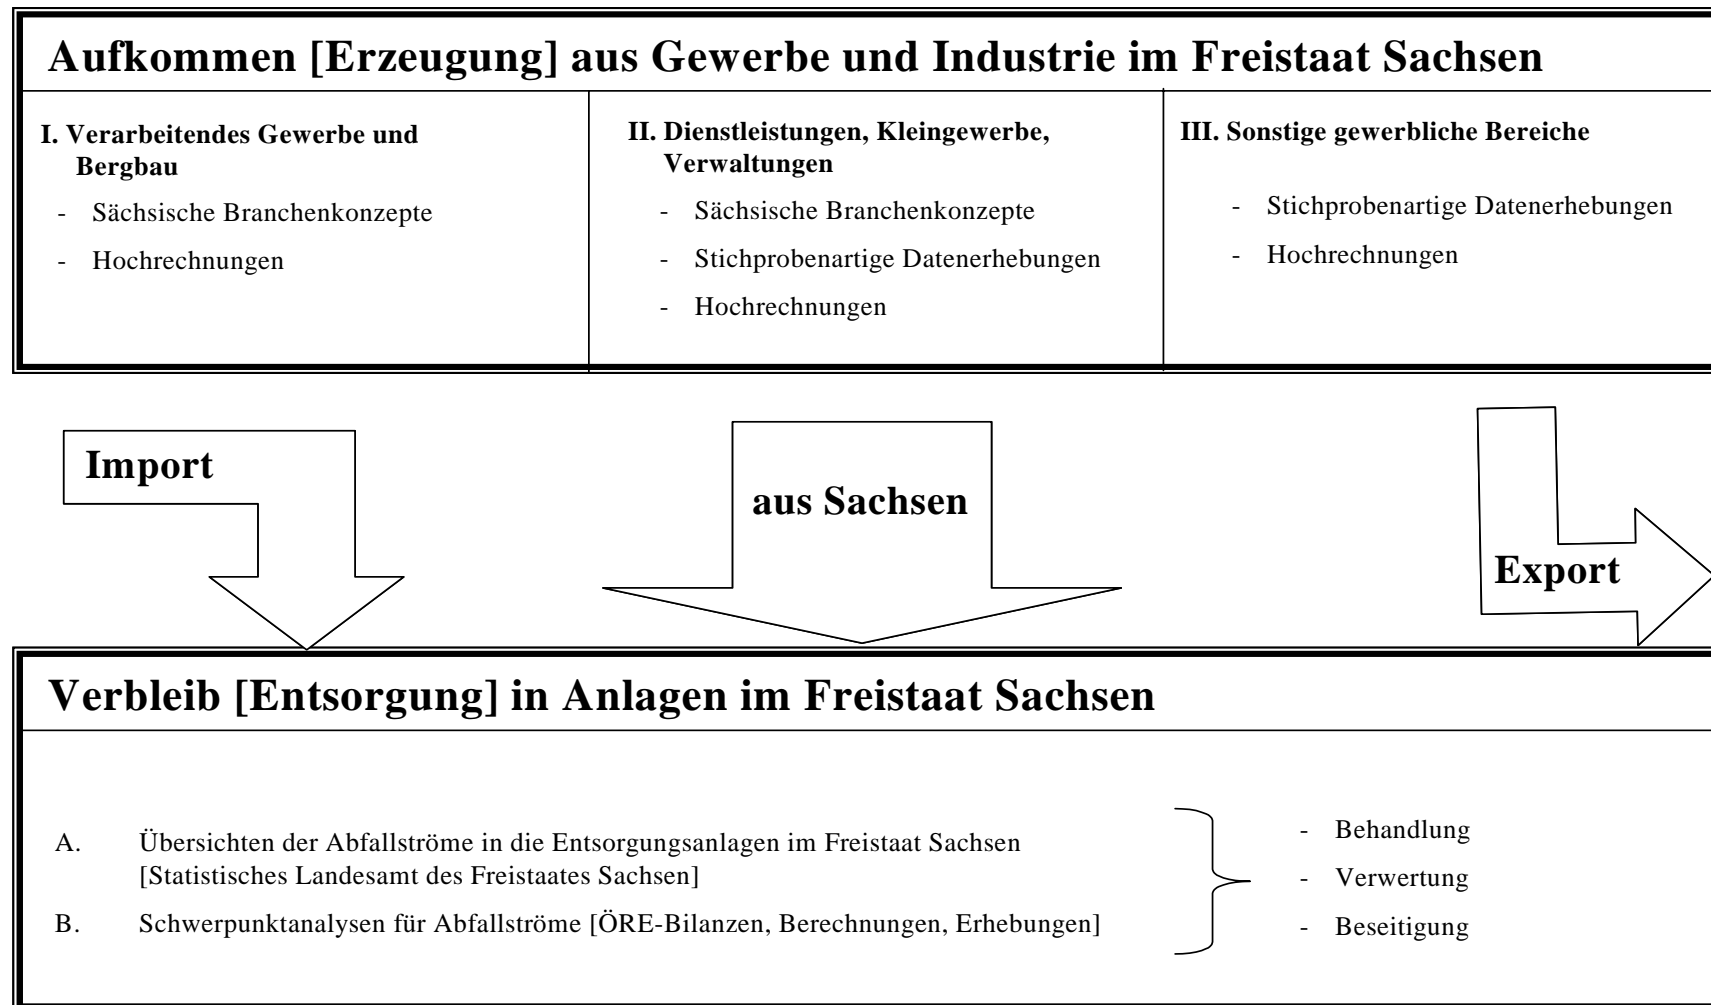 Aufkommen [Erzeugung] aus Gewerbe und Industrie im Freistaat Sachsen
I. Verarbeitendes Gewerbe und
Bergbau
- Sächsische Branchenkonzepte
- Hochrechnungen
II. Dienstleistungen, Kleingewerbe,
Verwaltungen
- Sächsische Branchenkonzepte
- Stichprobenartige Datenerhebungen
- Hochrechnungen
III. Sonstige gewerbliche Bereiche
- Stichprobenartige Datenerhebungen
- Hochrechnungen
Import
aus Sachsen
Export
Verbleib [Entsorgung] in Anlagen im Freistaat Sachsen
A. Übersichten der Abfallströme in die Entsorgungsanlagen im Freistaat Sachsen
[Statistisches Landesamt des Freistaates Sachsen]
B. Schwerpunktanalysen für Abfallströme [ÖRE-Bilanzen, Berechnungen, Erhebungen]
- Behandlung
- Verwertung
- Beseitigung